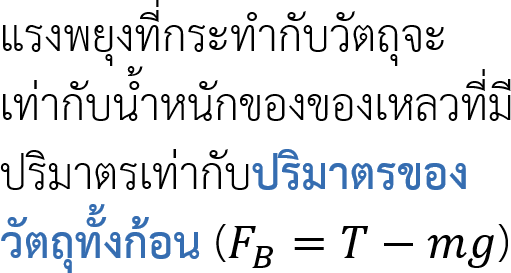 แรงพยุงที่กระทำกับวัตถุจะ
เท่ากับน้ำหนักของของเหลวที่มี
ปริมาตรเท่ากับปริมาตรของ
วัตถุทั้งก้อน (F_B = T − mg)